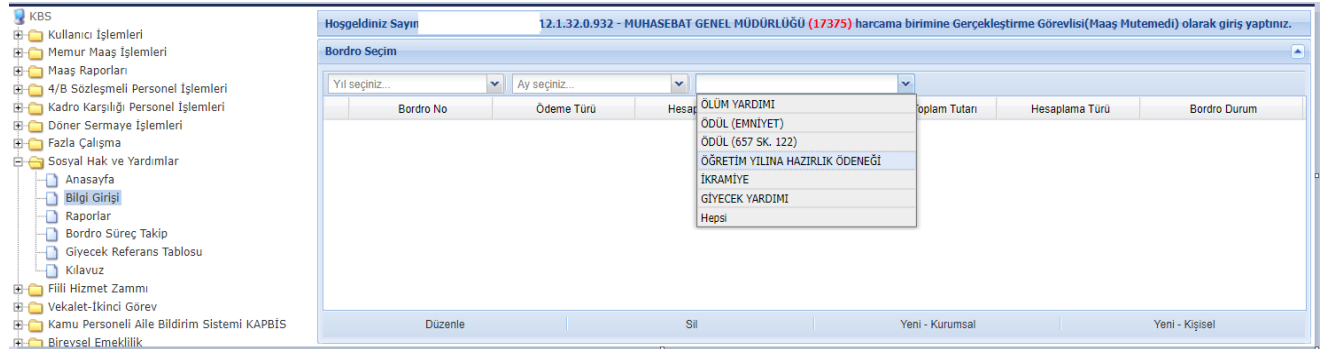 KBS
Kullanıcı İşlemleri
Memur Maaş İşlemleri
Maaş Raporları
4/B Sözleşmeli Personel İşlemleri
Kadro Karşılığı Personel İşlemleri
Döner Sermaye İşlemleri
Fazla Çalışma
Sosyal Hak ve Yardımlar
Anasayfa
Bilgi Girişi
Raporlar
Bordro Süreç Takip
Giyecek Referans Tablosu
Kılavuz
Fiili Hizmet Zammı
Vekalet-İkinci Görev
Kamu Personeli Aile Bildirim Sistemi KAPBİS
Bireysel Emeklilik
Hoşgeldiniz Sayın 12.1.32.0.932 - MUHASEBAT GENEL MÜDÜRLÜĞÜ (17375) harcama birimine Gerçekleştirme Görevlisi(Maaş Mutemedi) olarak giriş yaptınız.
Bordro Seçim
Yıl seçiniz... Ay seçiniz...
Bordro No Ödeme Türü Hesap Toplam Tutarı Hesaplama Türü Bordro Durum
ÖLÜM YARDIMI
ÖDÜL (EMNİYET)
ÖDÜL (657 SK. 122)
ÖĞRETİM YILINA HAZIRLIK ÖDENEĞİ
İKRAMİYE
GİYECEK YARDIMI
Hepsi
Düzenle Sil Yeni - Kurumsal Yeni - Kişisel